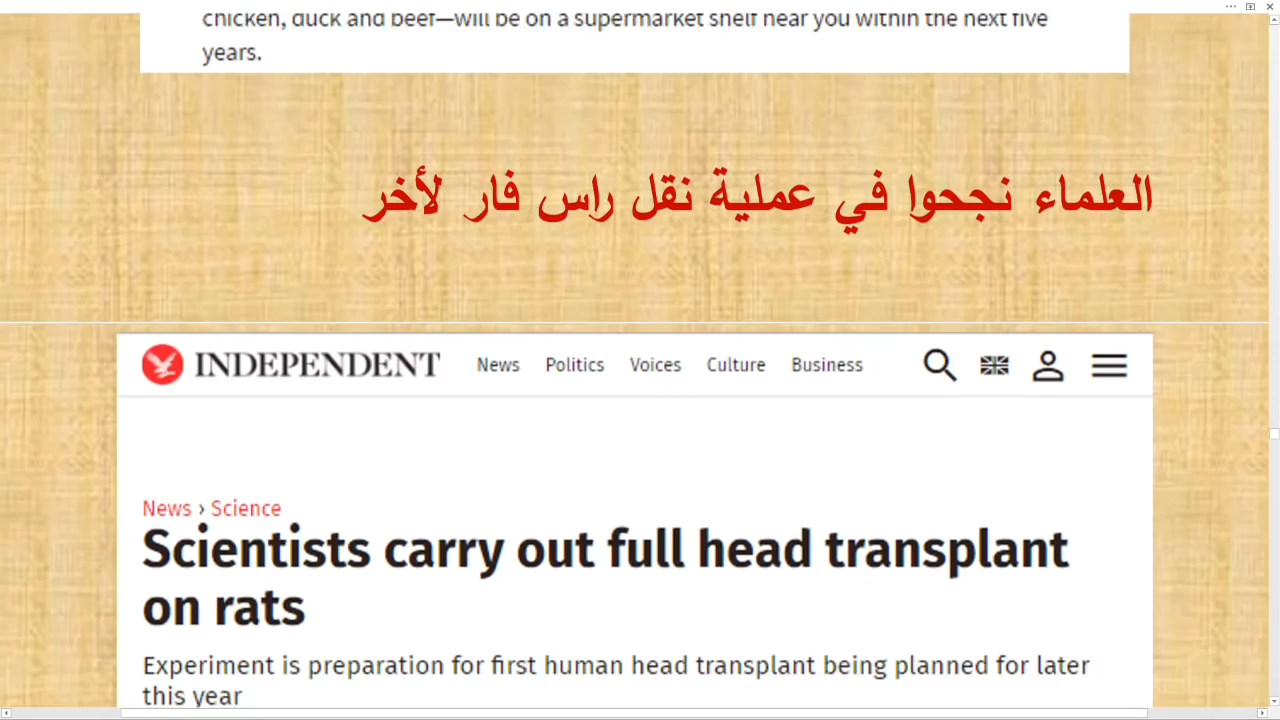 chicken, duck and beef—will be on a supermarket shelf near you within the next five
years.
العلماء نجحوا في عملية نقل راس فار لأخر
INDEPENDENT News Politics Voices Culture Business
News › Science
Scientists carry out full head transplant
on rats
Experiment is preparation for first human head transplant being planned for later
this year